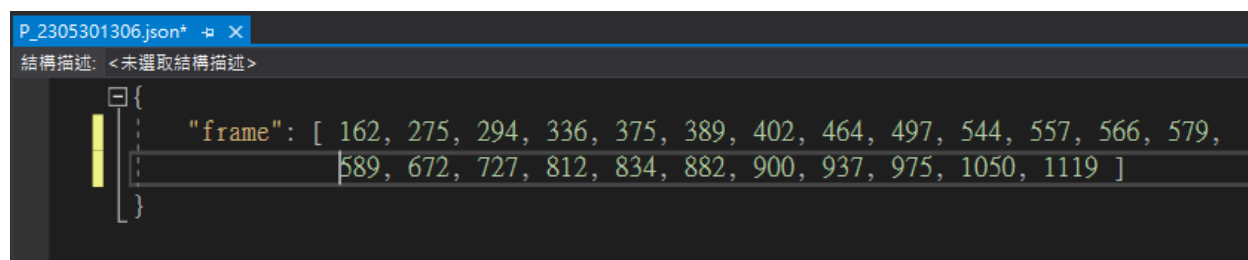 P_2305301306.json*
結構描述: <未選取結構描述>
{
"frame": [ 162, 275, 294, 336, 375, 389, 402, 464, 497, 544, 557, 566, 579,
589, 672, 727, 812, 834, 882, 900, 937, 975, 1050, 1119 ]
}